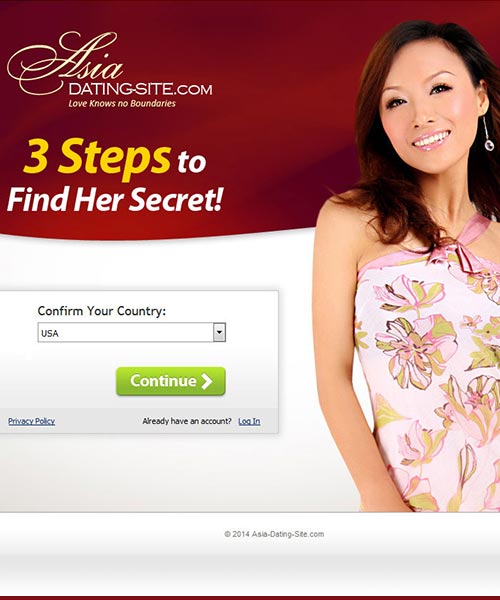 Asia
DATING-SITE.COM
Love Knows no Boundaries
3 Steps to
Find Her Secret!
Confirm Your Country:
USA
Continue
Privacy Policy
Already have an account? Log In
© 2014 Asia-Dating-Site.com